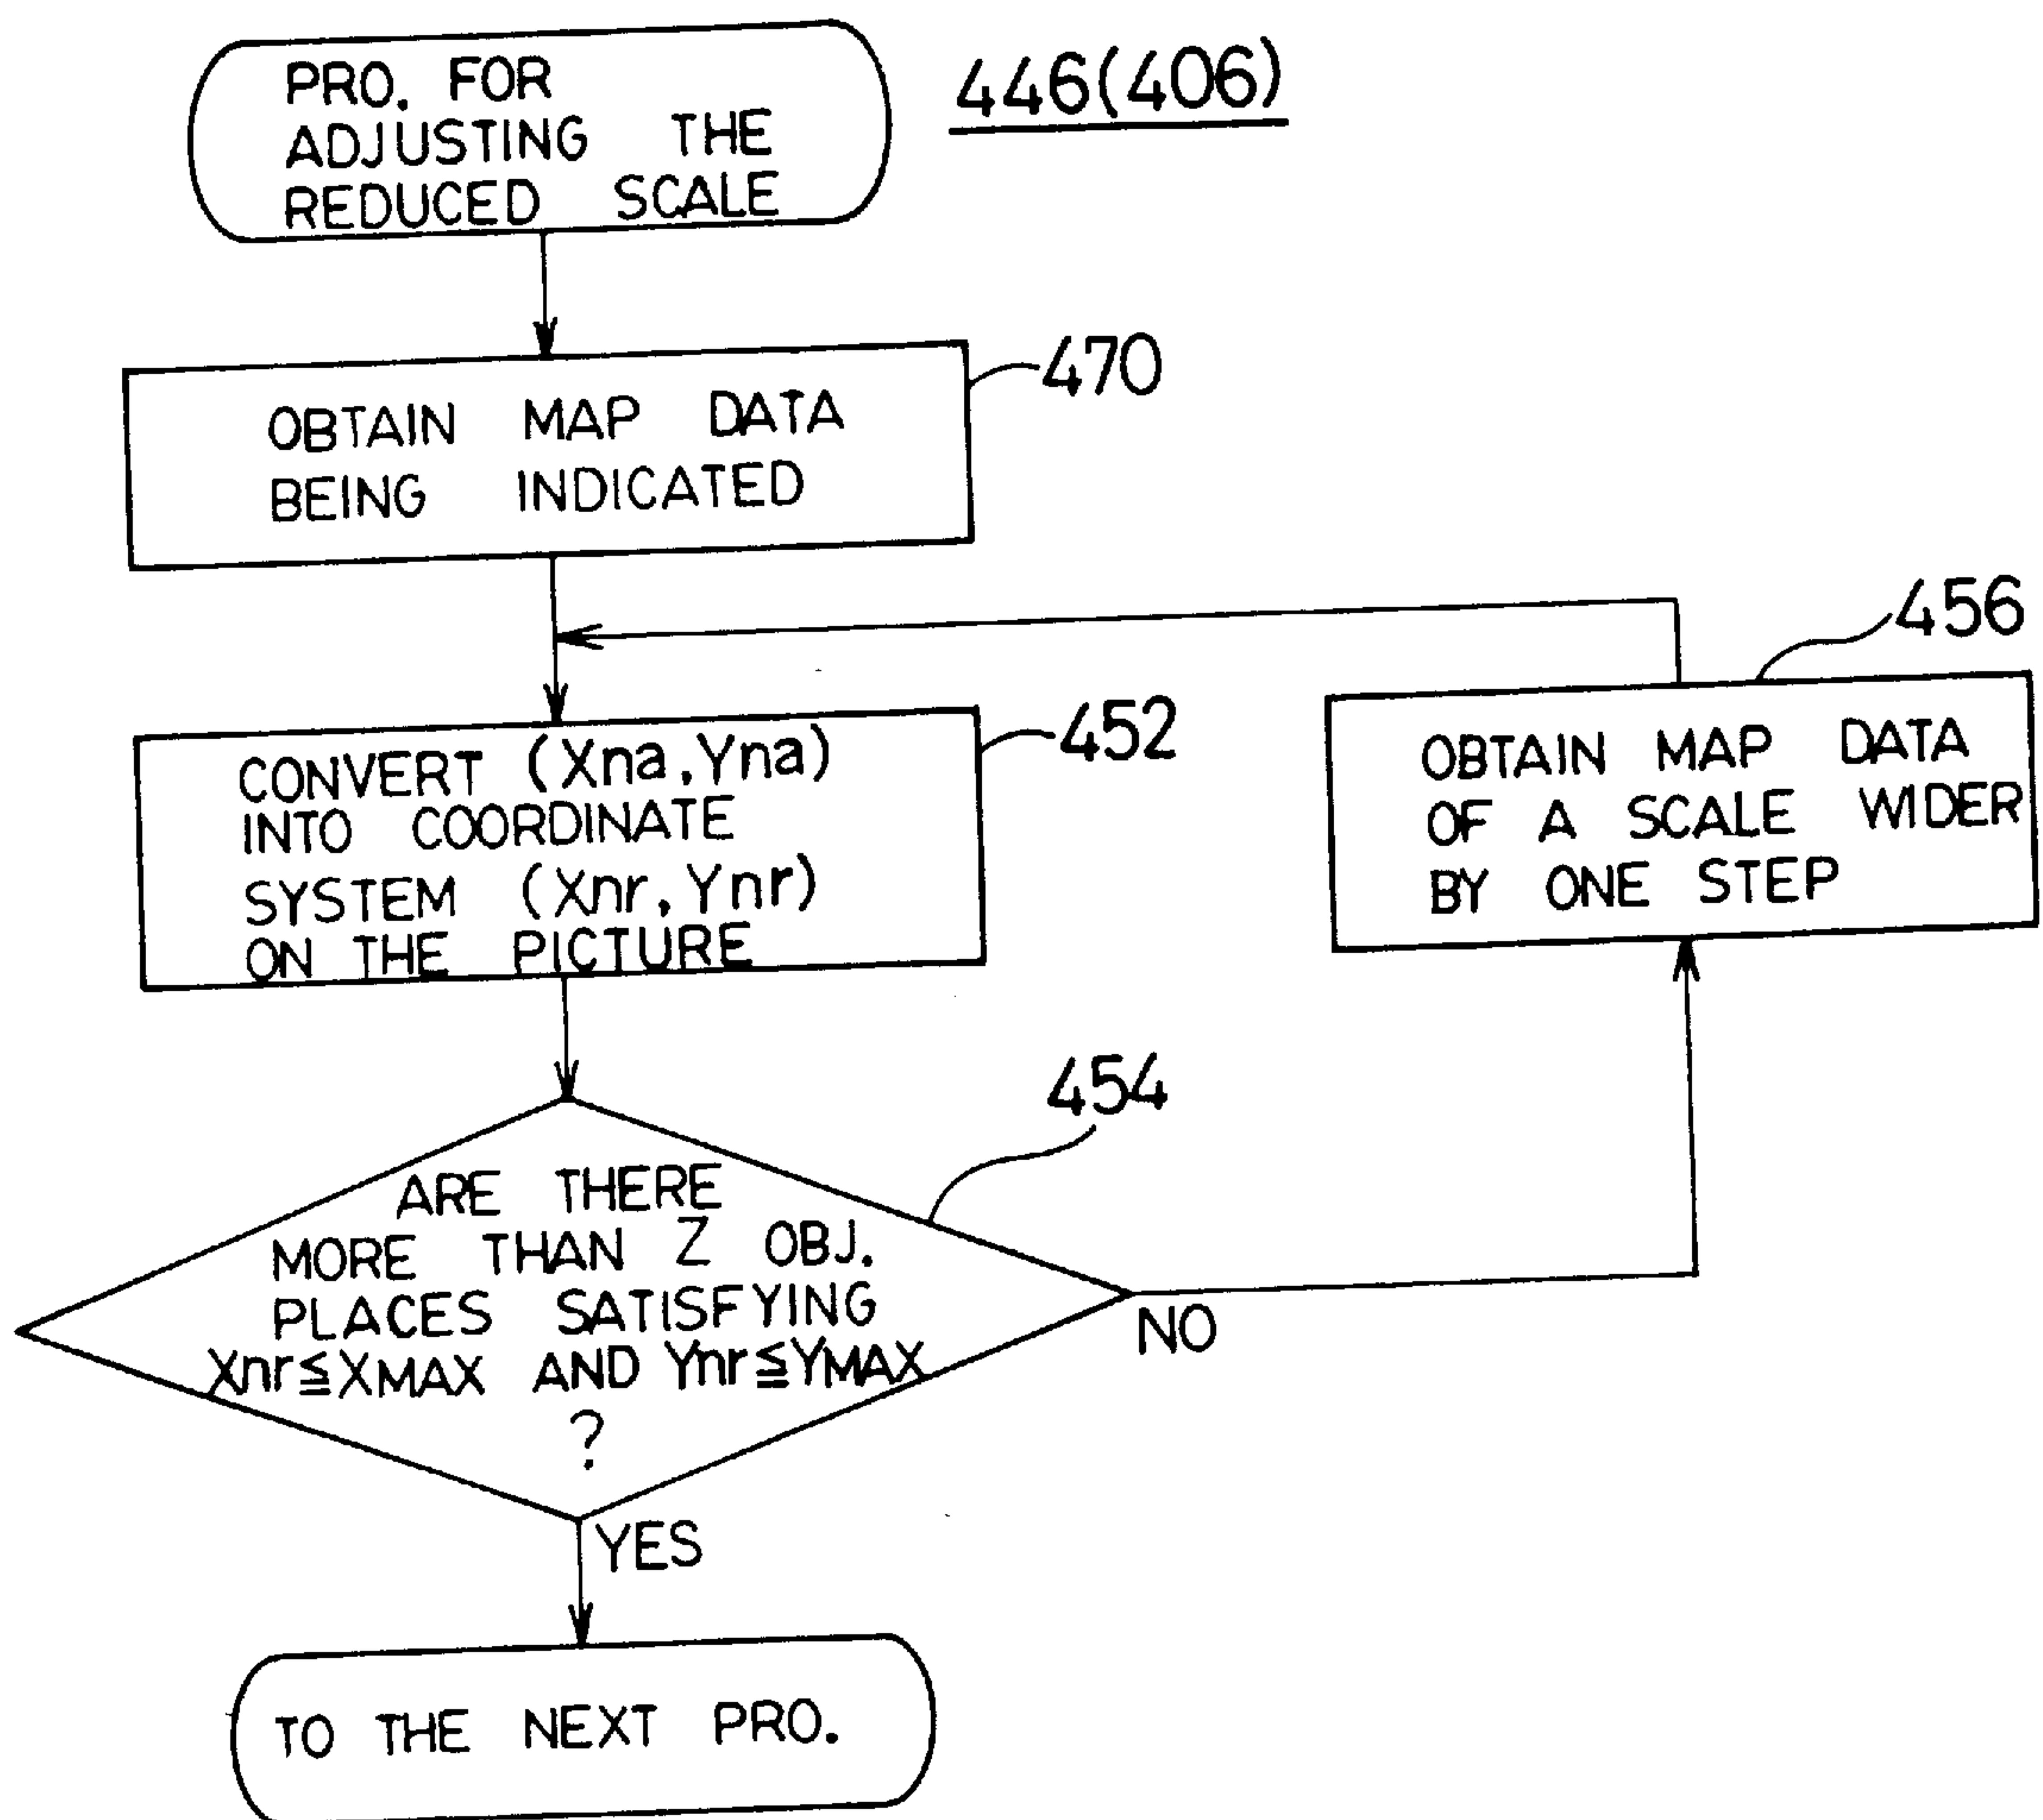 PRO. FOR
ADJUSTING THE
REDUCED SCALE
446(406)
470
OBTAIN MAP DATA
BEING INDICATED
456
452
CONVERT (Xna,Yna)
INTO COORDINATE
SYSTEM (Xnr,Ynr)
ON THE PICTURE
OBTAIN MAP DATA
OF A SCALE WIDER
BY ONE STEP
454
ARE THERE
MORE THAN Z OBJ.
PLACES SATISFYING
Xnr≦XMAX AND Ynr≦YMAX
?
NO
YES
TO THE NEXT PRO.